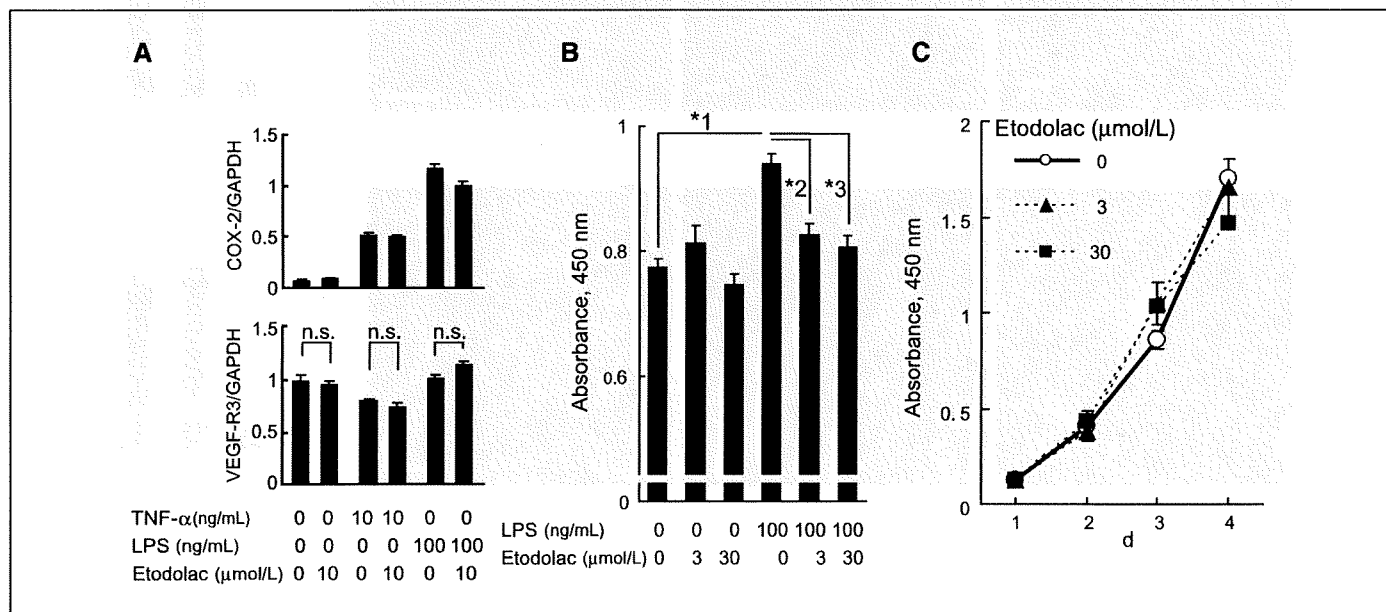 A
COX-2/GAPDH
1.5
1
0.5
0
VEGF-R3/GAPDH
1.5
1
0.5
0
n.s.
n.s.
n.s.
TNF-α(ng/mL) 0 0 10 10 0 0
LPS (ng/mL) 0 0 0 0 100 100
Etodolac (μmol/L) 0 10 0 10 0 10
B
Absorbance, 450 nm
1
0.8
0.6
0
*1
*2
*3
LPS (ng/mL) 0 0 0 100 100 100
Etodolac (μmol/L) 0 3 30 0 3 30
C
Absorbance, 450 nm
2
1.5
1
0.5
0
Etodolac (μmol/L)
0
3
30
1 2 3 4
d